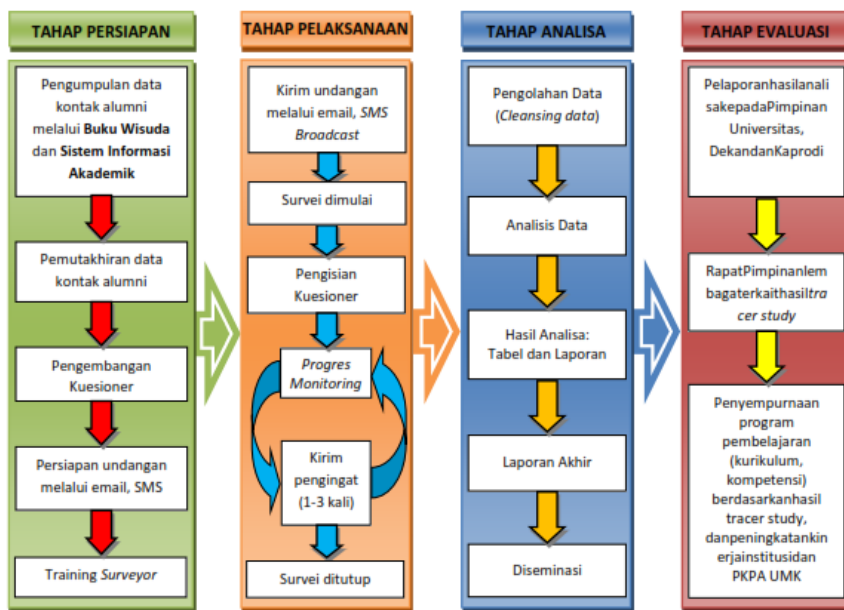 TAHAP PERSIAPAN
Pengumpulan data
kontak alumni
melalui Buku Wisuda
dan Sistem Informasi
Akademik
Pemutakhiran data
kontak alumni
Pengembangan
Kuesioner
Persiapan undangan
melalui email, SMS
Training Surveyor
TAHAP PELAKSANAAN
Kirim undangan
melalui email, SMS
Broadcast
Survei dimulai
Pengisian
Kuesioner
Progres
Monitoring
Kirim
pengingat
(1-3 kali)
Survei ditutup
TAHAP ANALISA
Pengolahan Data
(Cleansing data)
Analisis Data
Hasil Analisa:
Tabel dan Laporan
Laporan Akhir
Diseminasi
TAHAP EVALUASI
Pelaporanhasilanali
sakepadaPimpinan
Universitas,
DekandanKaprodi
RapatPimpinanlem
bagaterkaithasiltra
cer study
Penyempurnaan
program
pembelajaran
(kurikulum,
kompetensi)
berdasarkanhasil
tracer study,
danpeningkatankin
erjainstitusidan
PKPA UMK